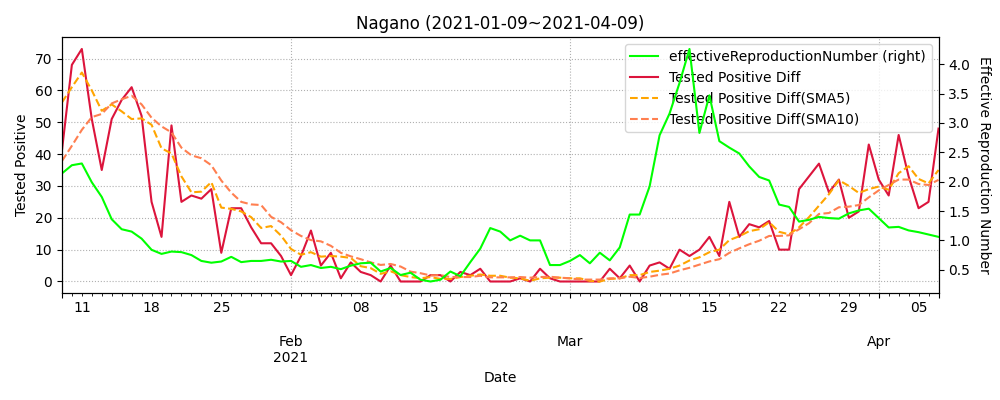 Nagano (2021-01-09~2021-04-09)
effectiveReproductionNumber (right)
Tested Positive Diff
Tested Positive Diff(SMA5)
Tested Positive Diff(SMA10)
Tested Positive
70
60
50
40
30
20
10
0
4.0
3.5
3.0
2.5
2.0
1.5
1.0
0.5
Effective Reproduction Number
11 18 25 08 15 22 08 15 22 29 05
Feb Mar Apr
2021
Date